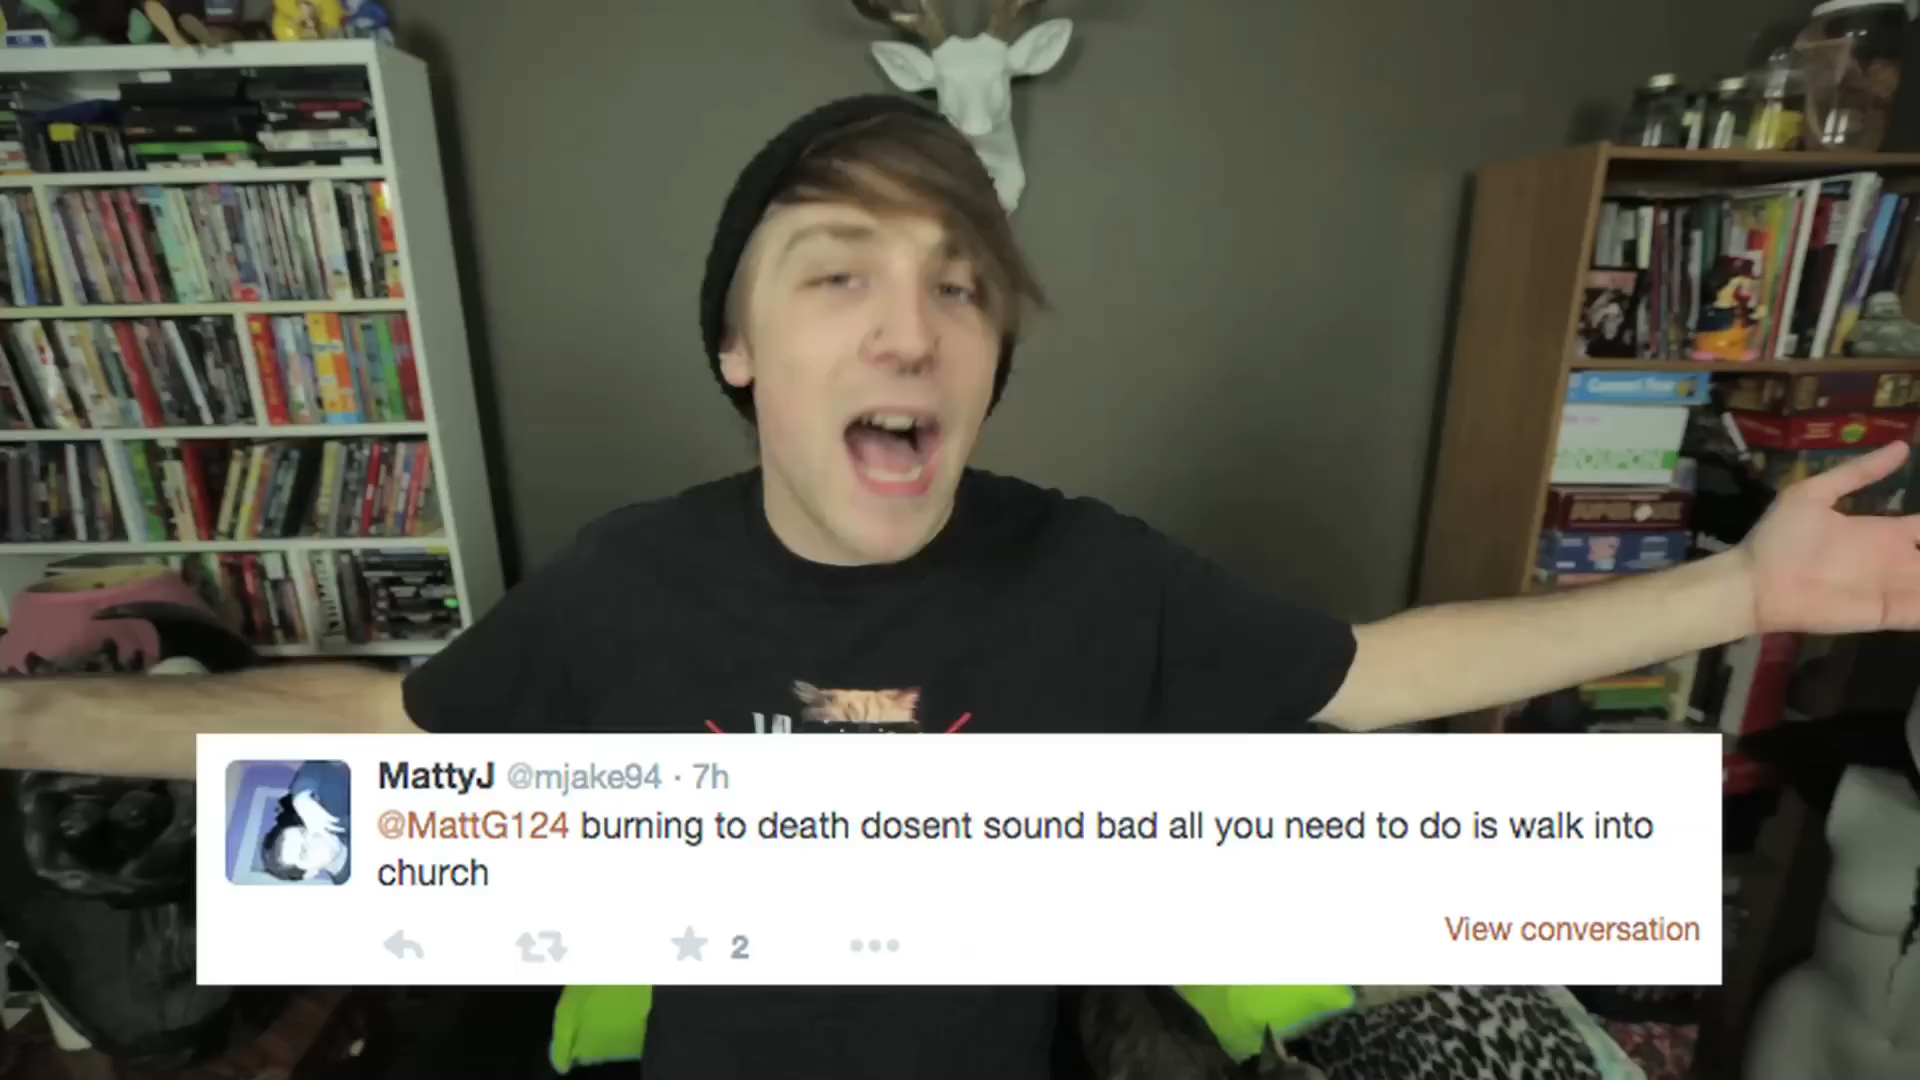 MattyJ @mjake94 · 7h
@MattG124 burning to death dosent sound bad all you need to do is walk into
church
2
View conversation